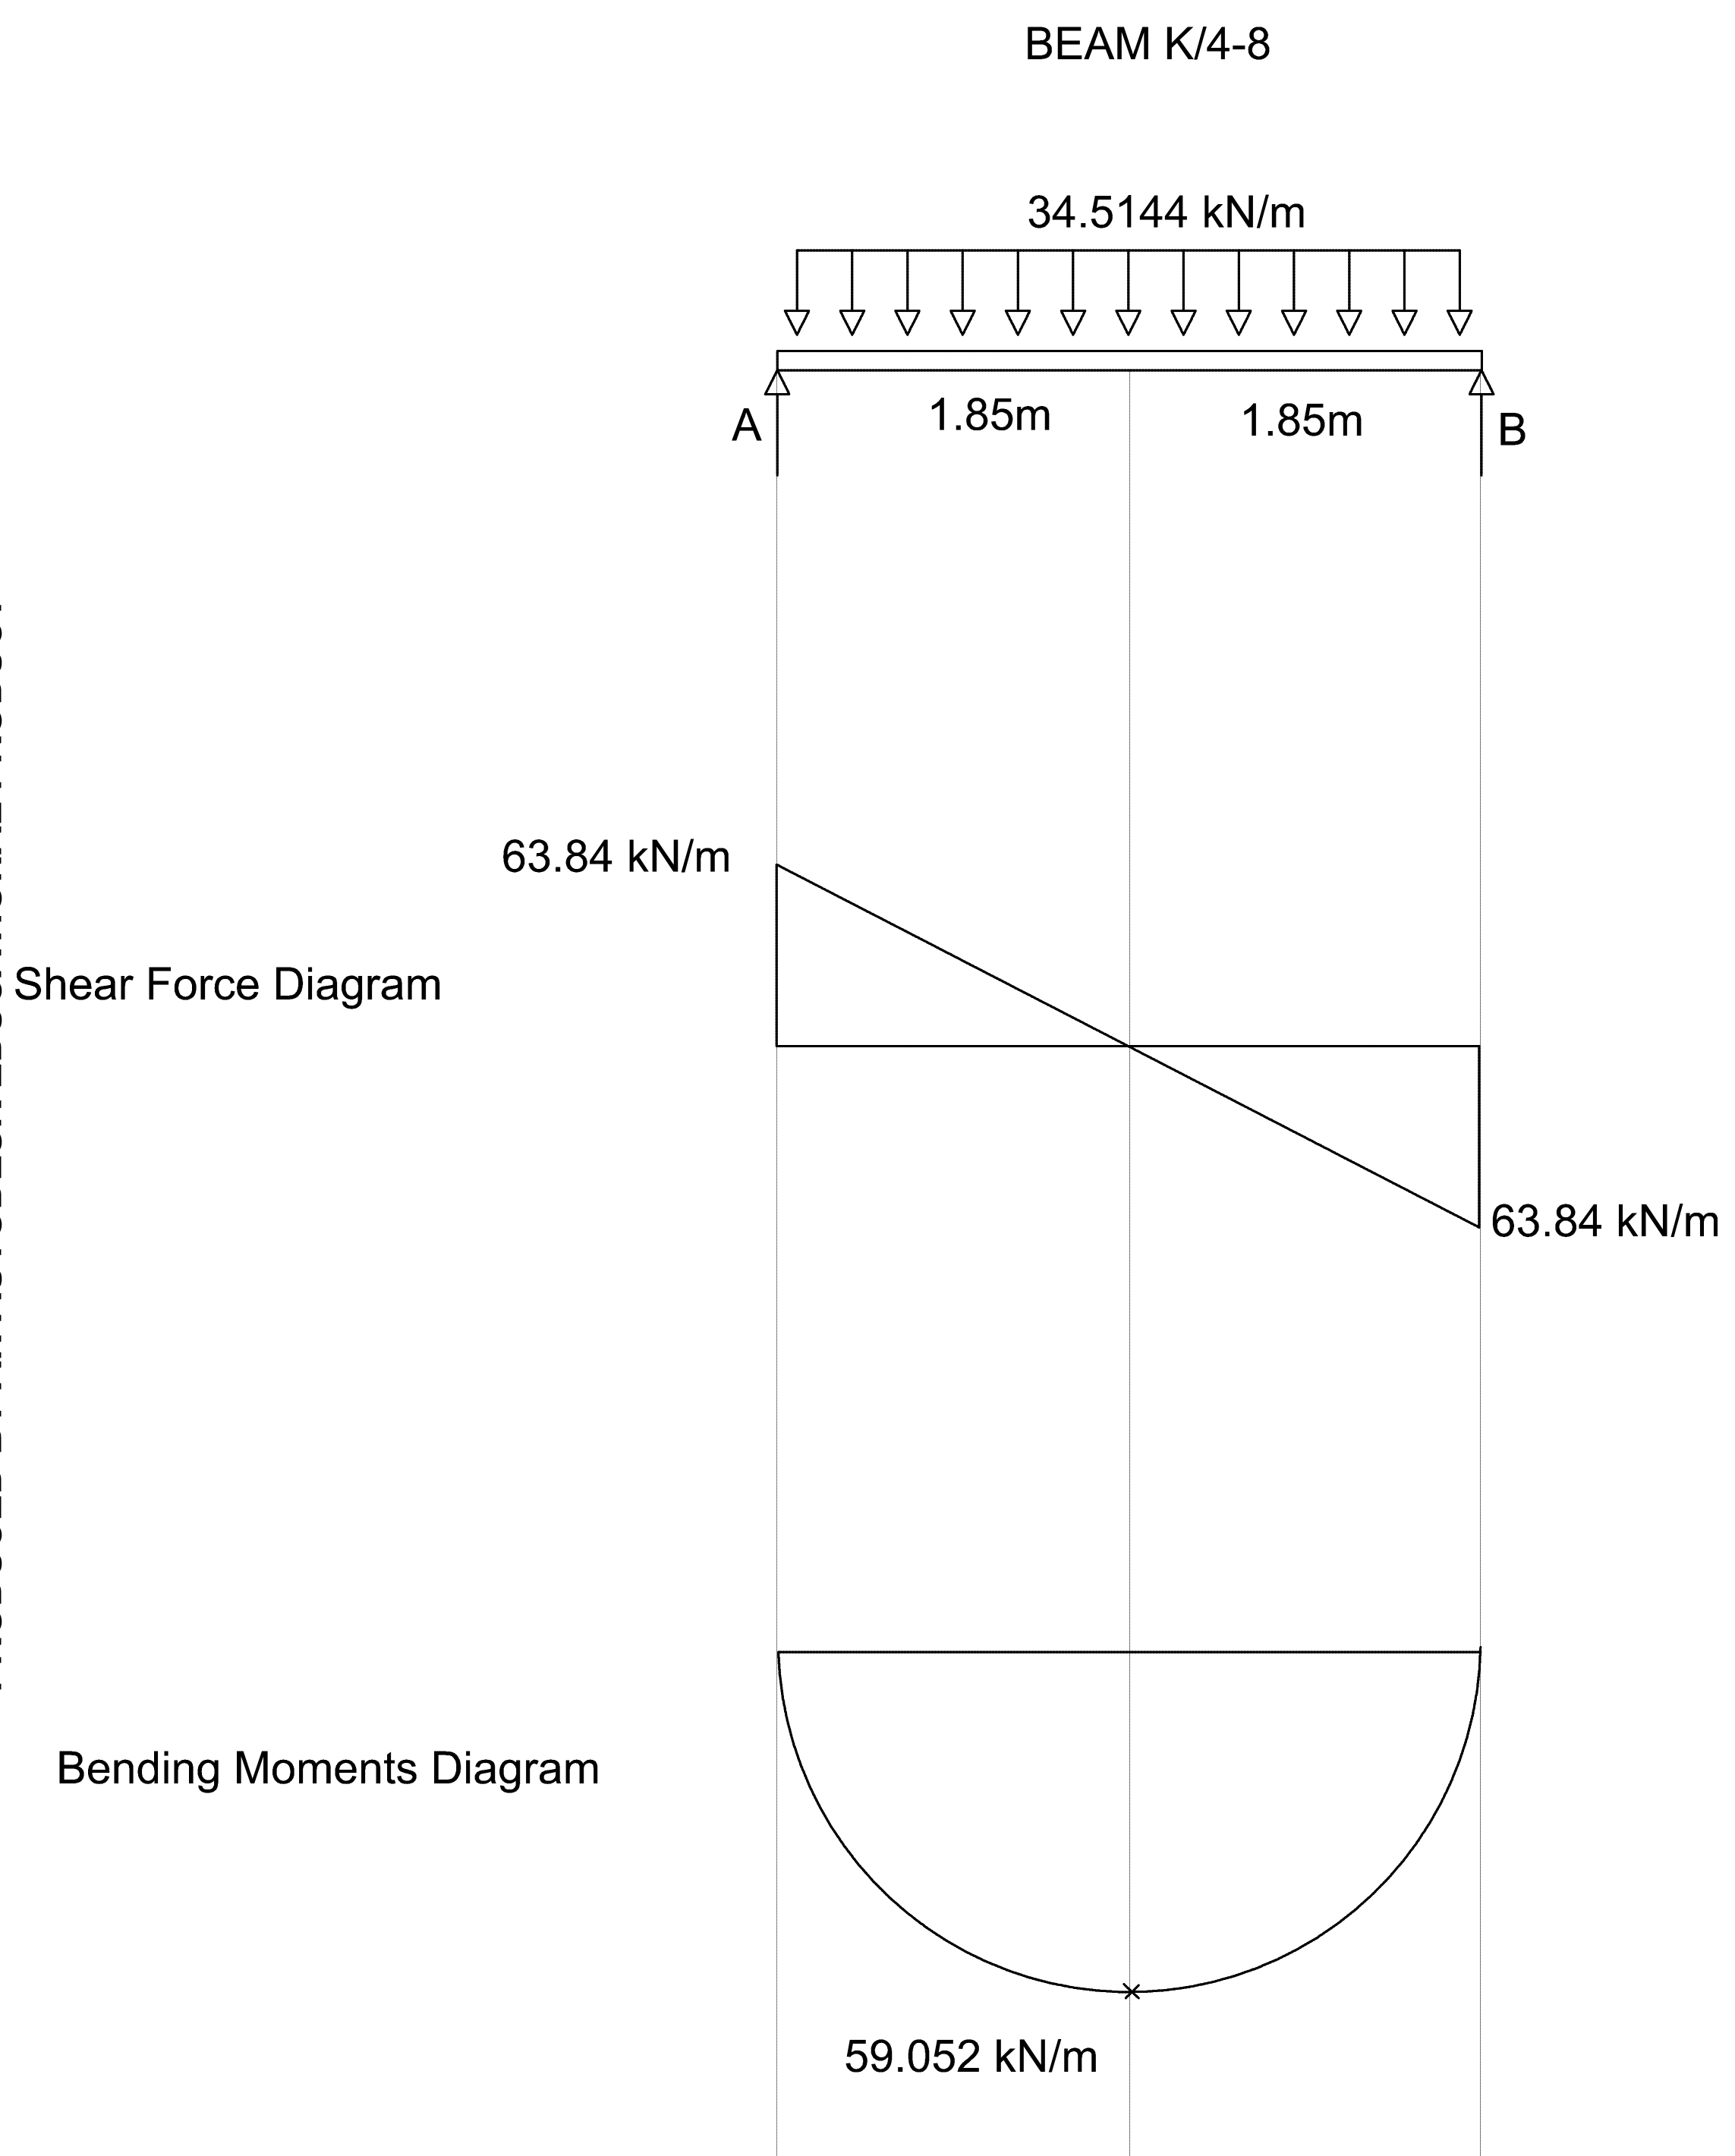 BEAM K/4-8
34.5144 kN/m
1.85m
1.85m
A
B
63.84 kN/m
Shear Force Diagram
63.84 kN/m
Bending Moments Diagram
59.052 kN/m